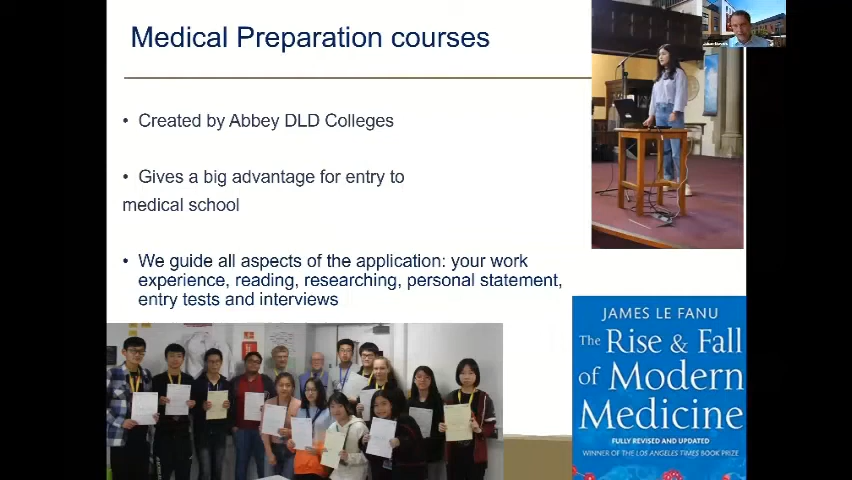 Medical Preparation courses
• Created by Abbey DLD Colleges
• Gives a big advantage for entry to
medical school
• We guide all aspects of the application: your work
experience, reading, researching, personal statement,
entry tests and interviews
JAMES LE FANU
The Rise & Fall
of Modern
Medicine
FULLY REVISED AND UPDATED
WINNER OF THE LOS ANGELES TIMES BOOK PRIZE